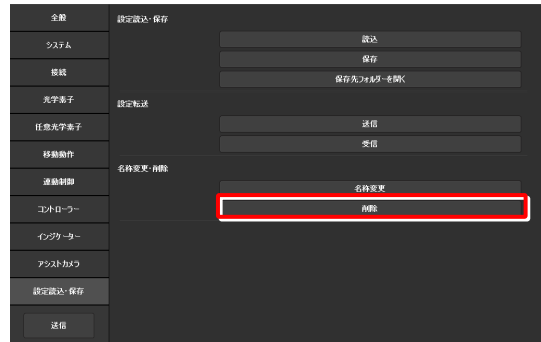 全般
システム
接続
光学素子
任意光学素子
移動動作
連動制御
コントローラー
インジケーター
アシストカメラ
設定読込・保存
送信
設定読込・保存
読込
保存
保存先フォルダーを開く
設定転送
送信
受信
名称変更・削除
名称変更
削除